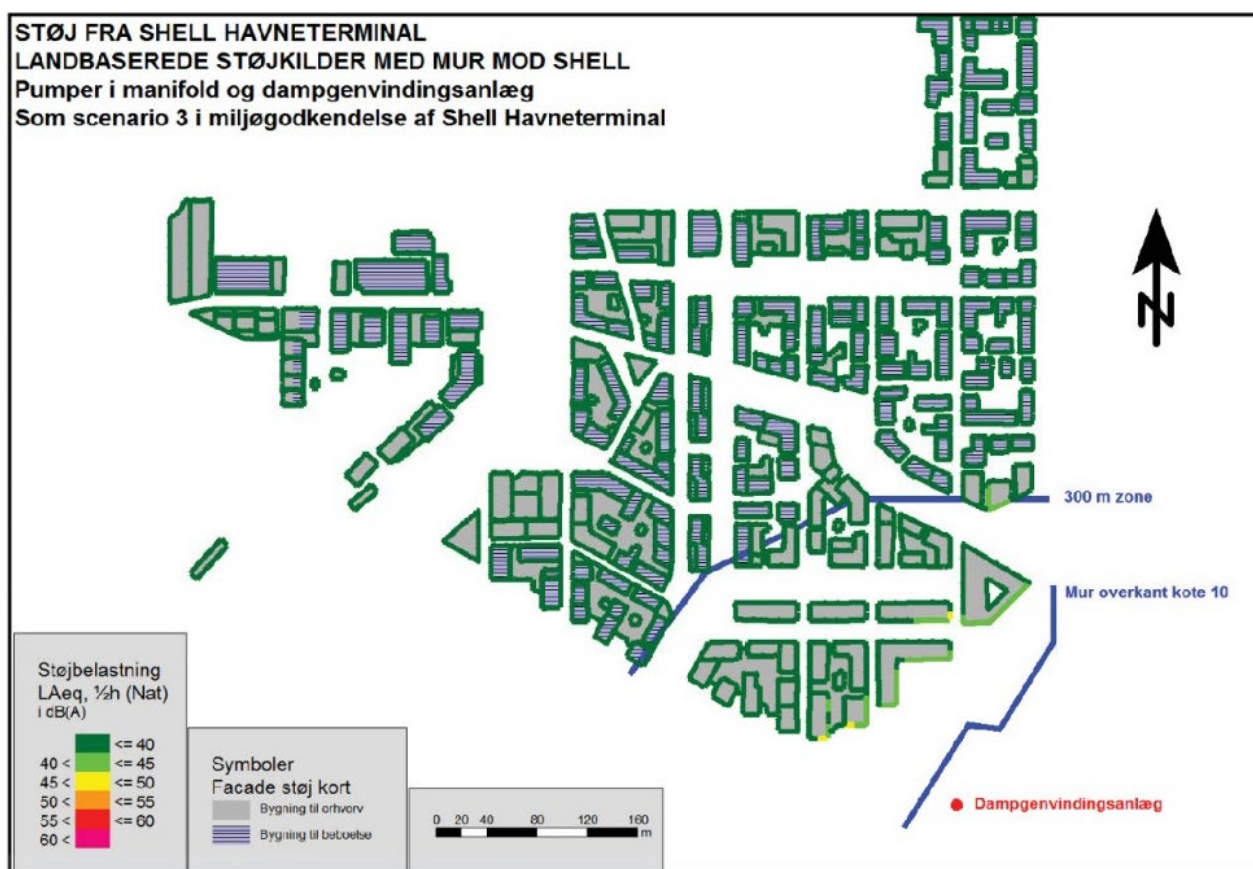 STØJ FRA SHELL HAVNETERMINAL
LANDBASEREDE STØJKILDER MED MUR MOD SHELL
Pumper i manifold og dampgenvindingsanlæg
Som scenario 3 i miljøgodkendelse af Shell Havneterminal
N
300 m zone
Mur overkant kote 10
Dampgenvindingsanlæg
Støjbelastning
LAeq, ½h (Nat)
i dB(A)
<= 40
40 < <= 45
45 < <= 50
50 < <= 55
55 < <= 60
60 <
Symboler
Facade støj kort
Bygning til erhverv
Bygning til beboelse
0 20 40 80 120 160
m